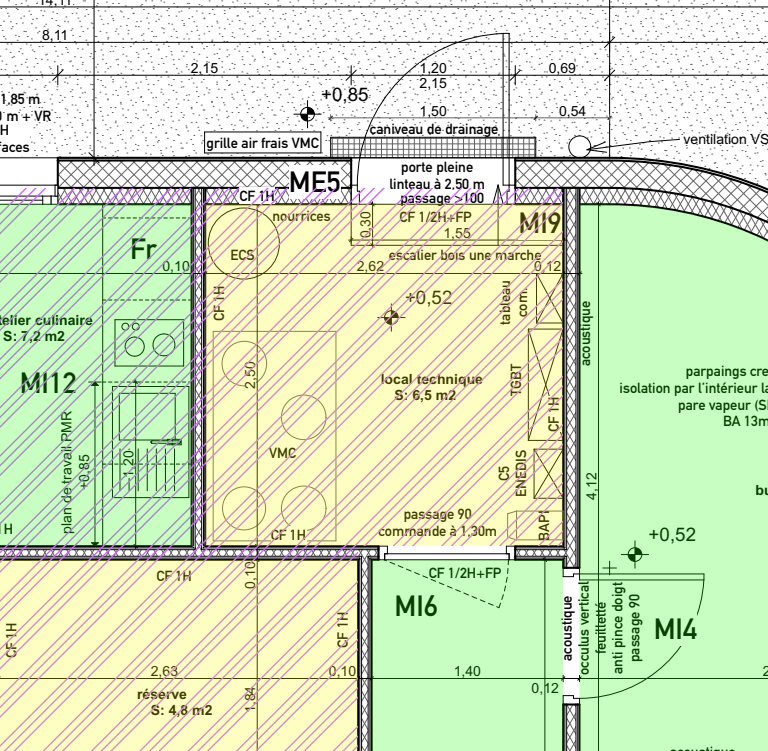 14,11
8,11
2,15
1,20
2,15
0,69
+0,85
1,50
0,54
1,85 m
m + VR
H
faces
grille air frais VMC
caniveau de drainage
ventilation VS
ME5
porte pleine
linteau à 2,50 m
passage >100
CF 1H
nourrices
0,30
CF 1/2H+FP
1,55
MI9
escalier bois une marche
Fr
ECS
0,10
2,62
0,12
CF 1H
+0,52
tableau
com.
acoustique
telier culinaire
S: 7,2 m2
MI12
2,50
local technique
S: 6,5 m2
TGBT
CF 1H
parpaings cre
isolation par l'intérieur la
pare vapeur (S
BA 13m
plan de travail PMR
+0,85
1,20
VMC
C5
ENEDIS
4,12
bu
passage 90
commande à 1,30m
BAPI
1H
CF 1H
+0,52
CF 1H
0,10
CF 1/2H+FP
MI6
acoustique
occulus vertical
feuilletté
anti pince doigt
passage 90
MI4
CF 1H
CF 1H
2,63
0,10
1,40
0,12
2
réserve
S: 4,8 m2
1,84
acoustique